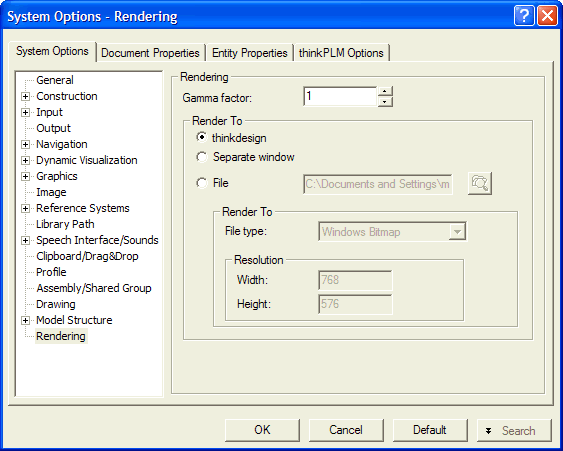 System Options - Rendering
System Options
Document Properties
Entity Properties
thinkPLM Options
General
Construction
Input
Output
Navigation
Dynamic Visualization
Graphics
Image
Reference Systems
Library Path
Speech Interface/Sounds
Clipboard/Drag&Drop
Profile
Assembly/Shared Group
Drawing
Model Structure
Rendering
Rendering
Gamma factor:
1
Render To
thinkdesign
Separate window
File
C:\Documents and Settings\m
Render To
File type:
Windows Bitmap
Resolution
Width:
768
Height:
576
OK
Cancel
Default
Search